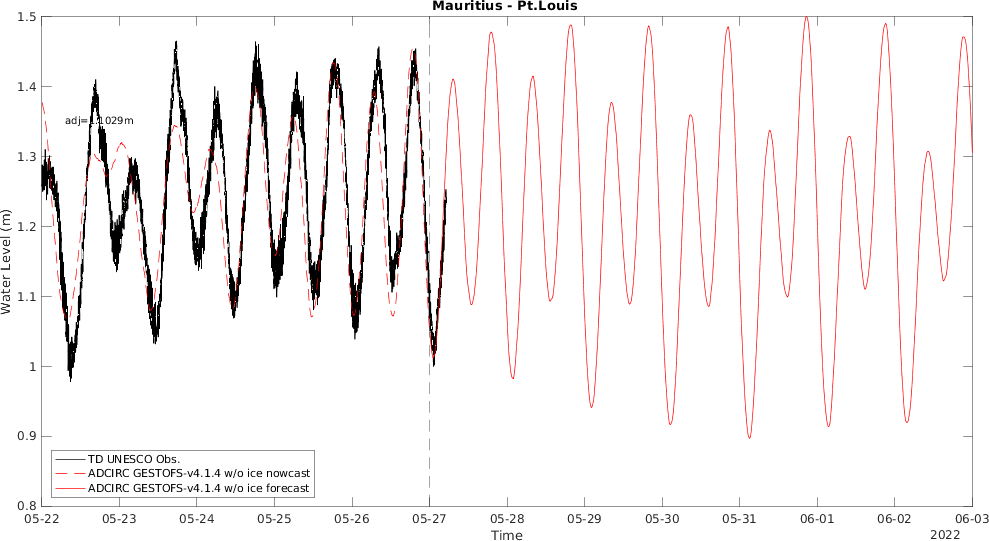 Mauritius - Pt.Louis
1.5
1.4
1.3
1.2
1.1
1
0.9
0.8
Water Level (m)
adj=1.1029m
TD UNESCO Obs.
ADCIRC GESTOFS-v4.1.4 w/o ice nowcast
ADCIRC GESTOFS-v4.1.4 w/o ice forecast
05-22 05-23 05-24 05-25 05-26 05-27 05-28 05-29 05-30 05-31 06-01 06-02 06-03
Time
2022